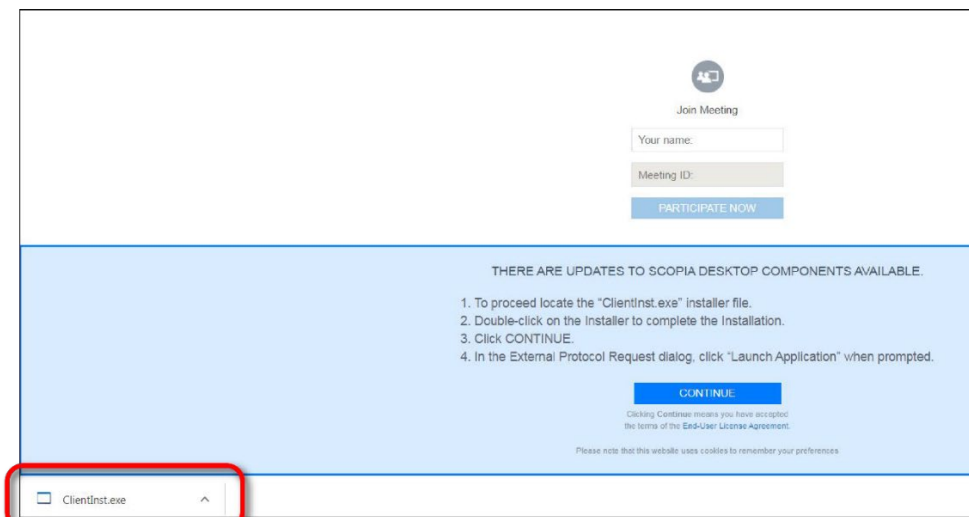 Join Meeting
Your name:
Meeting ID:
PARTICIPATE NOW
THERE ARE UPDATES TO SCOPIA DESKTOP COMPONENTS AVAILABLE.
1. To proceed locate the "ClientInst.exe" installer file.
2. Double-click on the Installer to complete the Installation.
3. Click CONTINUE.
4. In the External Protocol Request dialog, click "Launch Application" when prompted.
CONTINUE
Clicking Continue means you have accepted
the terms of the End-User License Agreement.
Please note that this website uses cookies to remember your preferences
ClientInst.exe